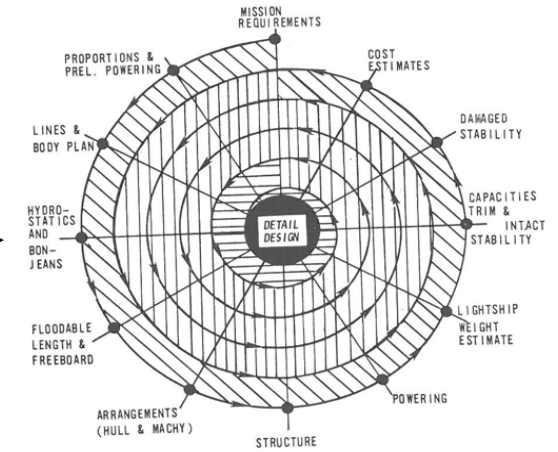 MISSION
REQUIREMENTS
PROPORTIONS &
PREL. POWERING
COST
ESTIMATES
LINES &
BODY PLAN
DAMAGED
STABILITY
HYDRO-
STATICS
AND
BON-
JEANS
CAPACITIES
TRIM &
INTACT
STABILITY
DETAIL
DESIGN
FLOODABLE
LENGTH &
FREEBOARD
LIGHTSHIP
WEIGHT
ESTIMATE
ARRANGEMENTS
(HULL & MACHY)
POWERING
STRUCTURE